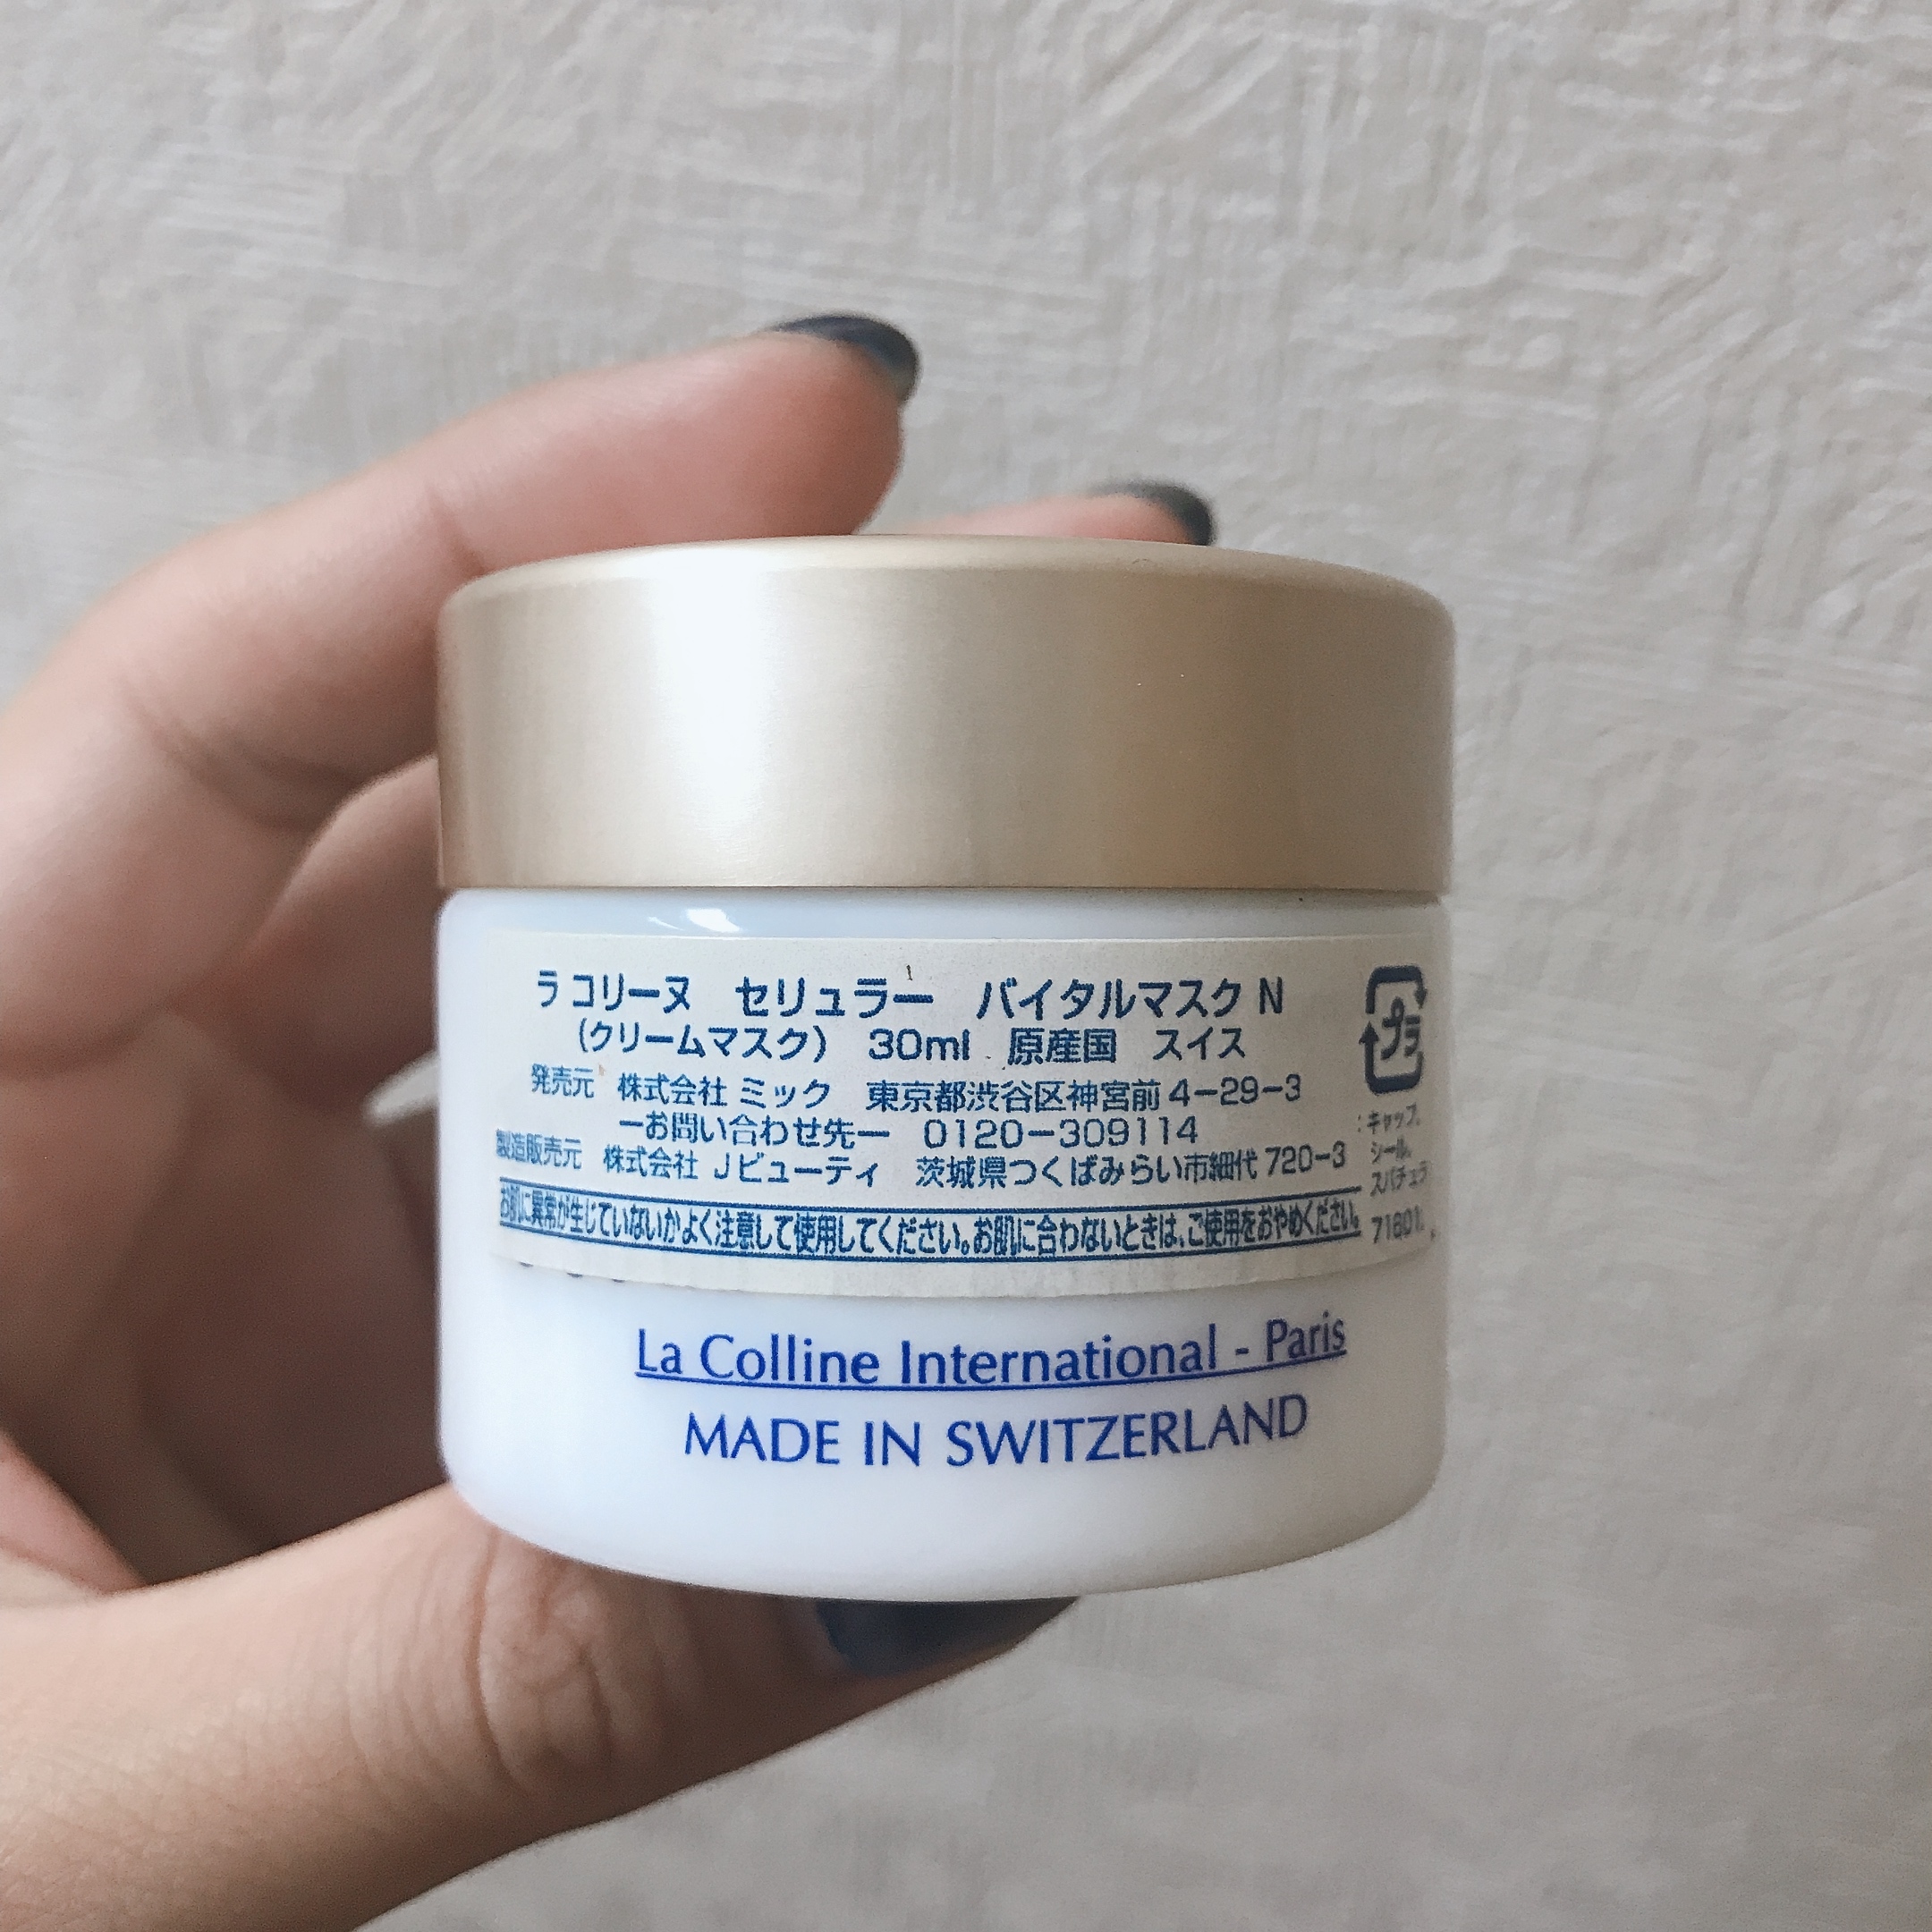 ラ コリーヌ　セリュラー　バイタルマスク N
(クリームマスク)　30ml　原産国　スイス
発売元　株式会社 ミック　東京都渋谷区神宮前 4-29-3
ーお問い合わせ先ー　0120-309114
製造販売元　株式会社 Jビューティ　茨城県つくばみらい市細代 720-3
お肌に異常が生じていないかよく注意して使用してください。お肌に合わないときは、ご使用をおやめください。
プラ
:キャップ、
シール、
スパチュラ
La Colline International - Paris
MADE IN SWITZERLAND